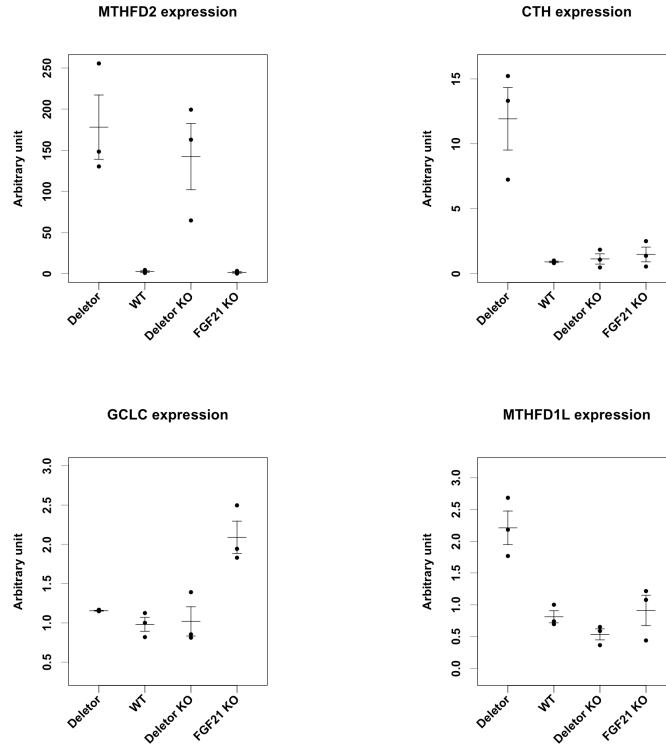 MTHFD2 expression
Arbitrary unit
250
200
150
100
50
0
Deletor
WT
Deletor KO
FGF21 KO
CTH expression
Arbitrary unit
15
10
5
0
Deletor
WT
Deletor KO
FGF21 KO
GCLC expression
Arbitrary unit
3.0
2.5
2.0
1.5
1.0
0.5
Deletor
WT
Deletor KO
FGF21 KO
MTHFD1L expression
Arbitrary unit
3.0
2.5
2.0
1.5
1.0
0.5
0.0
Deletor
WT
Deletor KO
FGF21 KO